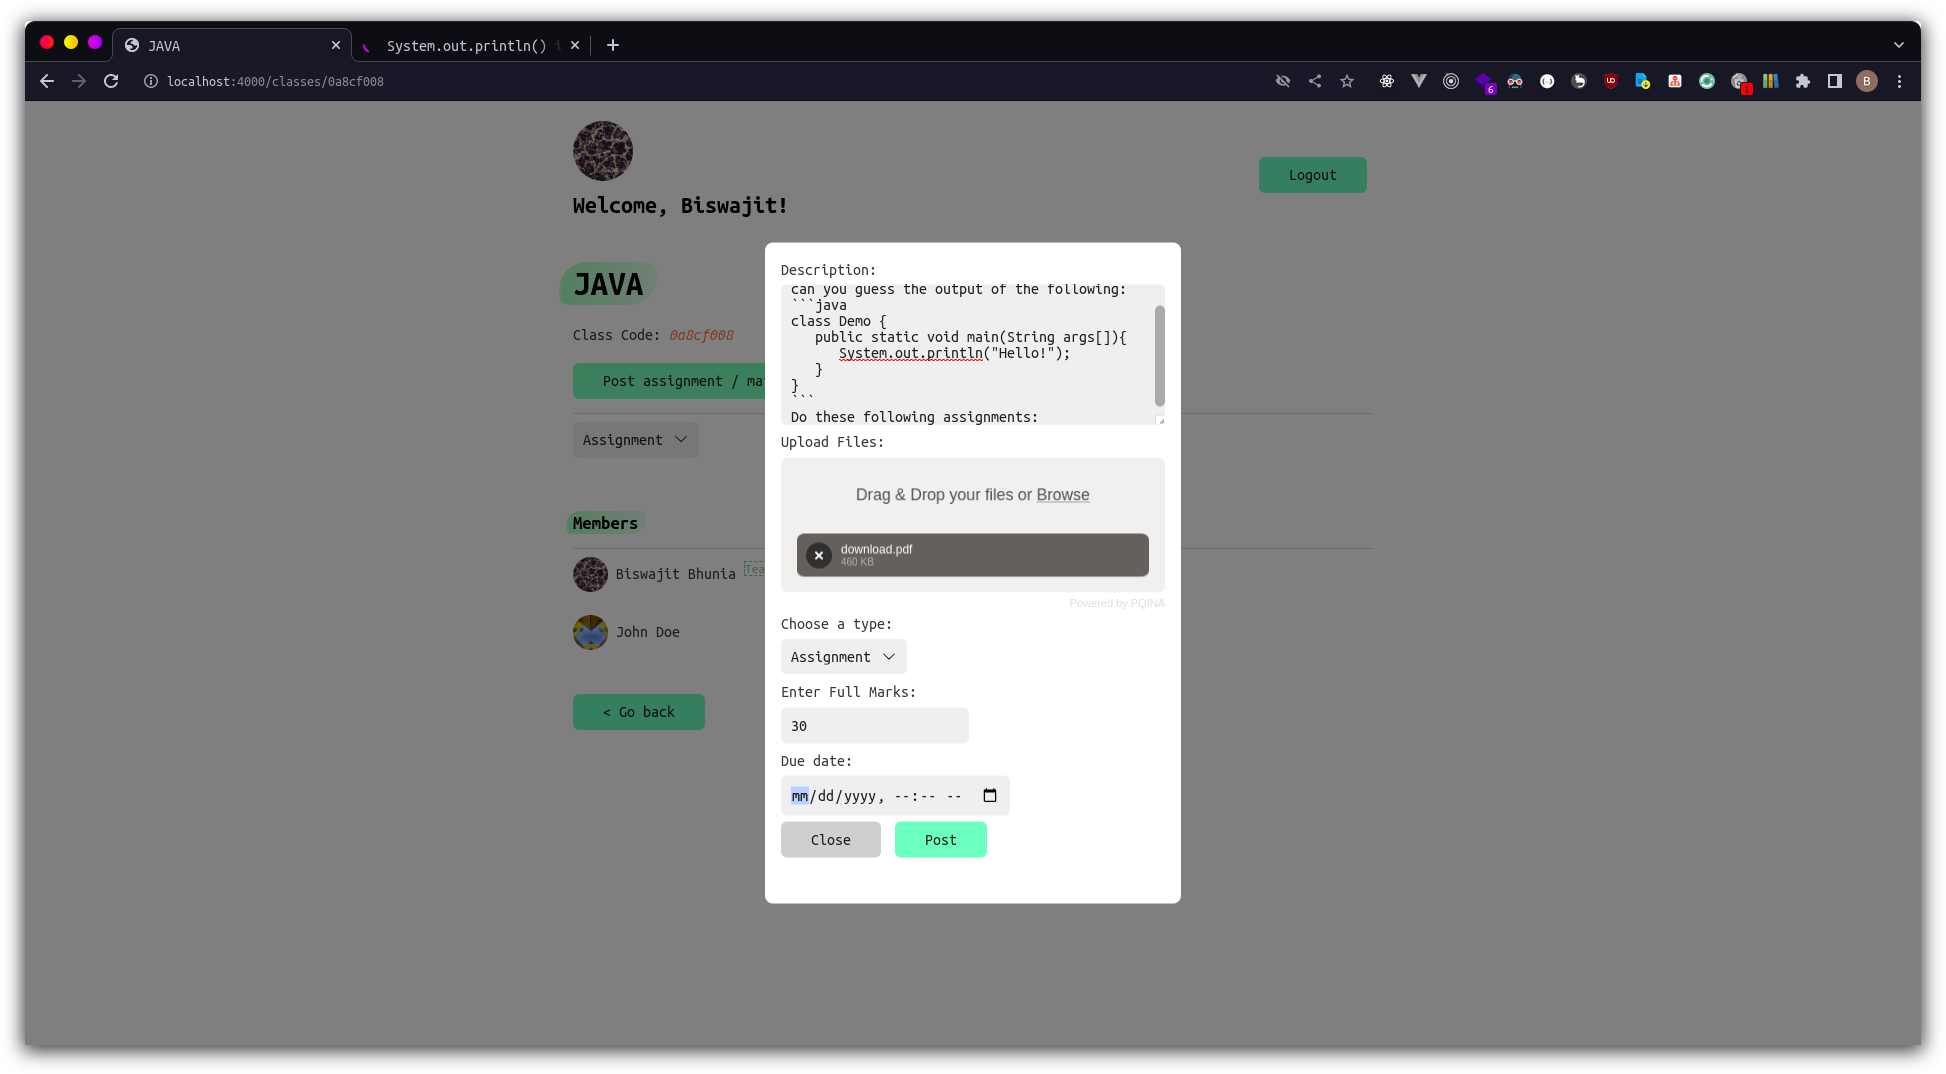 JAVA
System.out.println()
localhost:4000/classes/0a8cf008
6
1
B
Logout
Welcome, Biswajit!
JAVA
Class Code: 0a8cf008
Post assignment / ma
Assignment
Members
Biswajit Bhunia Tea
John Doe
< Go back
Description:
can you guess the output of the following:
```java
class Demo {
   public static void main(String args[]){
      System.out.println("Hello!");
   }
}
```
Do these following assignments:
Upload Files:
Drag & Drop your files or Browse
download.pdf
460 KB
Powered by PQINA
Choose a type:
Assignment
Enter Full Marks:
30
Due date:
mm/dd/yyyy, --:-- --
Close
Post